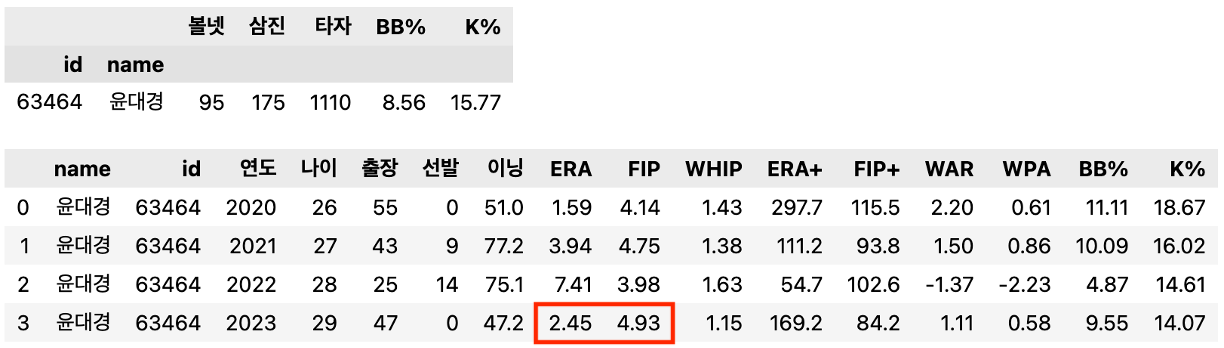 볼넷 삼진 타자 BB% K%
id name
63464 윤대경 95 175 1110 8.56 15.77
name id 연도 나이 출장 선발 이닝 ERA FIP WHIP ERA+ FIP+ WAR WPA BB% K%
0 윤대경 63464 2020 26 55 0 51.0 1.59 4.14 1.43 297.7 115.5 2.20 0.61 11.11 18.67
1 윤대경 63464 2021 27 43 9 77.2 3.94 4.75 1.38 111.2 93.8 1.50 0.86 10.09 16.02
2 윤대경 63464 2022 28 25 14 75.1 7.41 3.98 1.63 54.7 102.6 -1.37 -2.23 4.87 14.61
3 윤대경 63464 2023 29 47 0 47.2 2.45 4.93 1.15 169.2 84.2 1.11 0.58 9.55 14.07